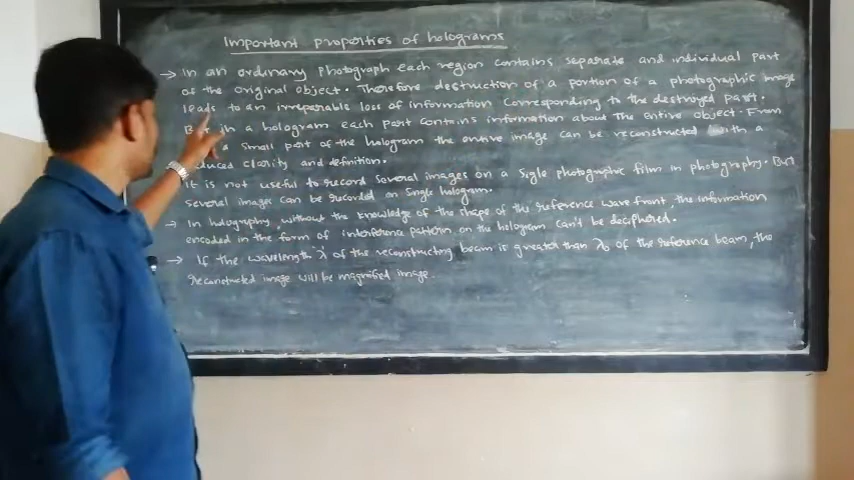 Important properties of holograms
→ In an ordinary photograph each region contains separate and individual part
of the original object. Therefore destruction of a portion of a photographic image
leads to an irreparable loss of information corresponding to the destroyed part.
But in a hologram each part contains information about the entire object. From
a small part of the hologram the entire image can be reconstructed with a
reduced clarity and definition.
It is not useful to record several images on a sigle photographic film in photography. But
several images can be recorded on single hologram.
→ In holography, without the knowledge of the shape of the reference wave front, the information
encoded in the form of interference pattern on the hologram can't be deciphered.
→ If the wavelength λ of the reconstructing beam is greater than λ₀ of the reference beam, the
reconstructed image will be magnified image.